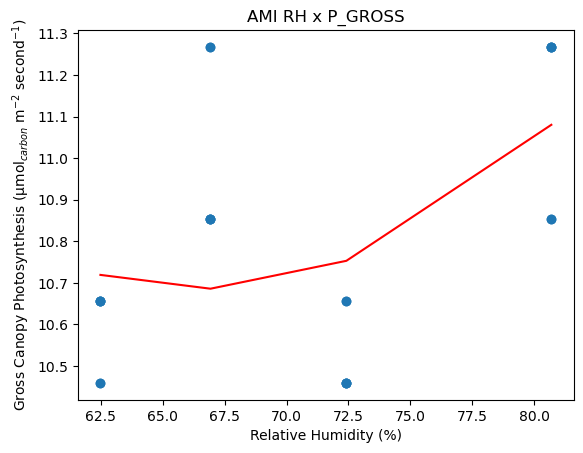 AMI RH x P_GROSS
Gross Canopy Photosynthesis (μmol_{carbon} m^{−2} second^{−1})
11.3
11.2
11.1
11.0
10.9
10.8
10.7
10.6
10.5
62.5 65.0 67.5 70.0 72.5 75.0 77.5 80.0
Relative Humidity (%)